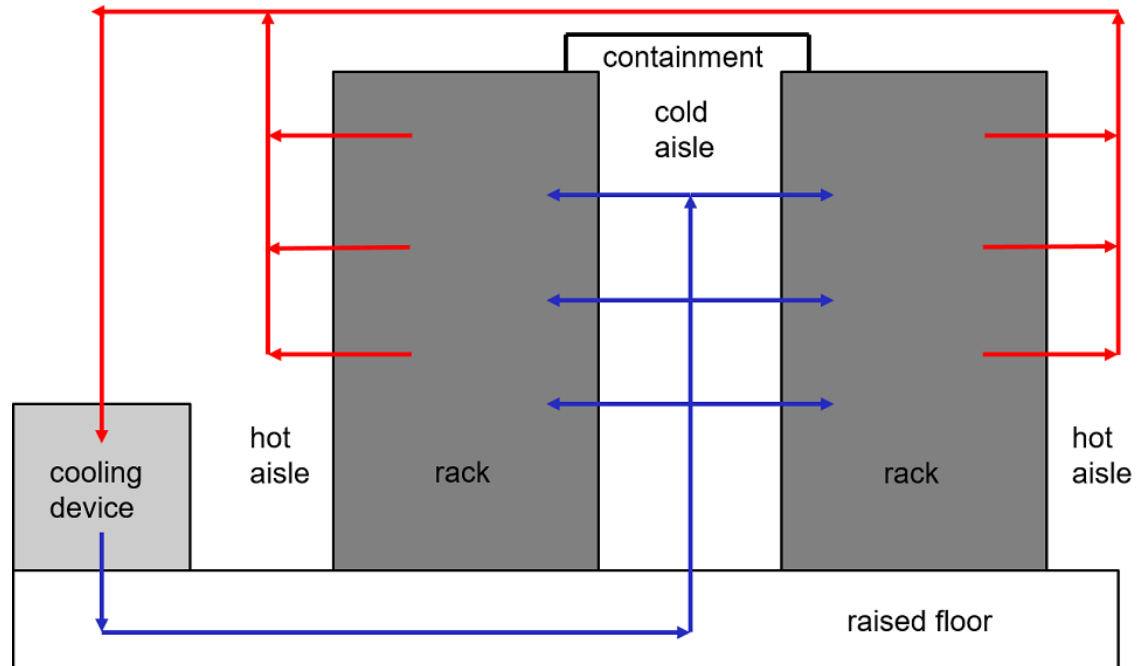 containment
cold
aisle
hot
aisle
hot
aisle
cooling
device
rack
rack
raised floor